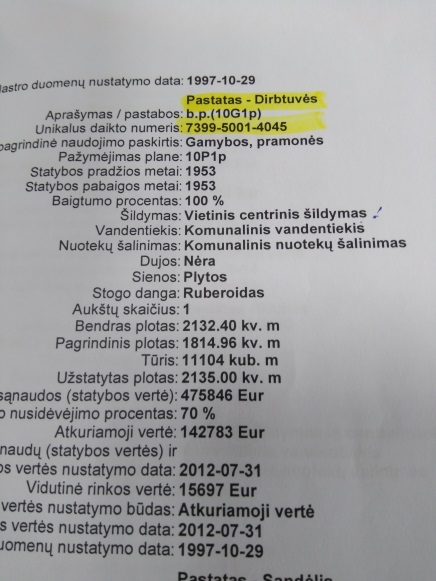 lastro duomenų nustatymo data: 1997-10-29
Pastatas - Dirbtuvės
Aprašymas / pastabos: b.p.(10G1p)
Unikalus daikto numeris: 7399-5001-4045
pagrindinė naudojimo paskirtis: Gamybos, pramonės
Pažymėjimas plane: 10P1p
Statybos pradžios metai: 1953
Statybos pabaigos metai: 1953
Baigtumo procentas: 100 %
Šildymas: Vietinis centrinis šildymas !
Vandentiekis: Komunalinis vandentiekis
Nuotekų šalinimas: Komunalinis nuotekų šalinimas
Dujos: Nėra
Sienos: Plytos
Stogo danga: Ruberoidas
Aukštų skaičius: 1
Bendras plotas: 2132.40 kv. m
Pagrindinis plotas: 1814.96 kv. m
Tūris: 11104 kub. m
Užstatytas plotas: 2135.00 kv. m
sąnaudos (statybos vertė): 475846 Eur
o nusidėvėjimo procentas: 70 %
Atkuriamoji vertė: 142783 Eur
naudų (statybos vertės) ir
os vertės nustatymo data: 2012-07-31
Vidutinė rinkos vertė: 15697 Eur
vertės nustatymo būdas: Atkuriamoji vertė
s vertės nustatymo data: 2012-07-31
uomenų nustatymo data: 1997-10-29
Pastatas - Sandėlis